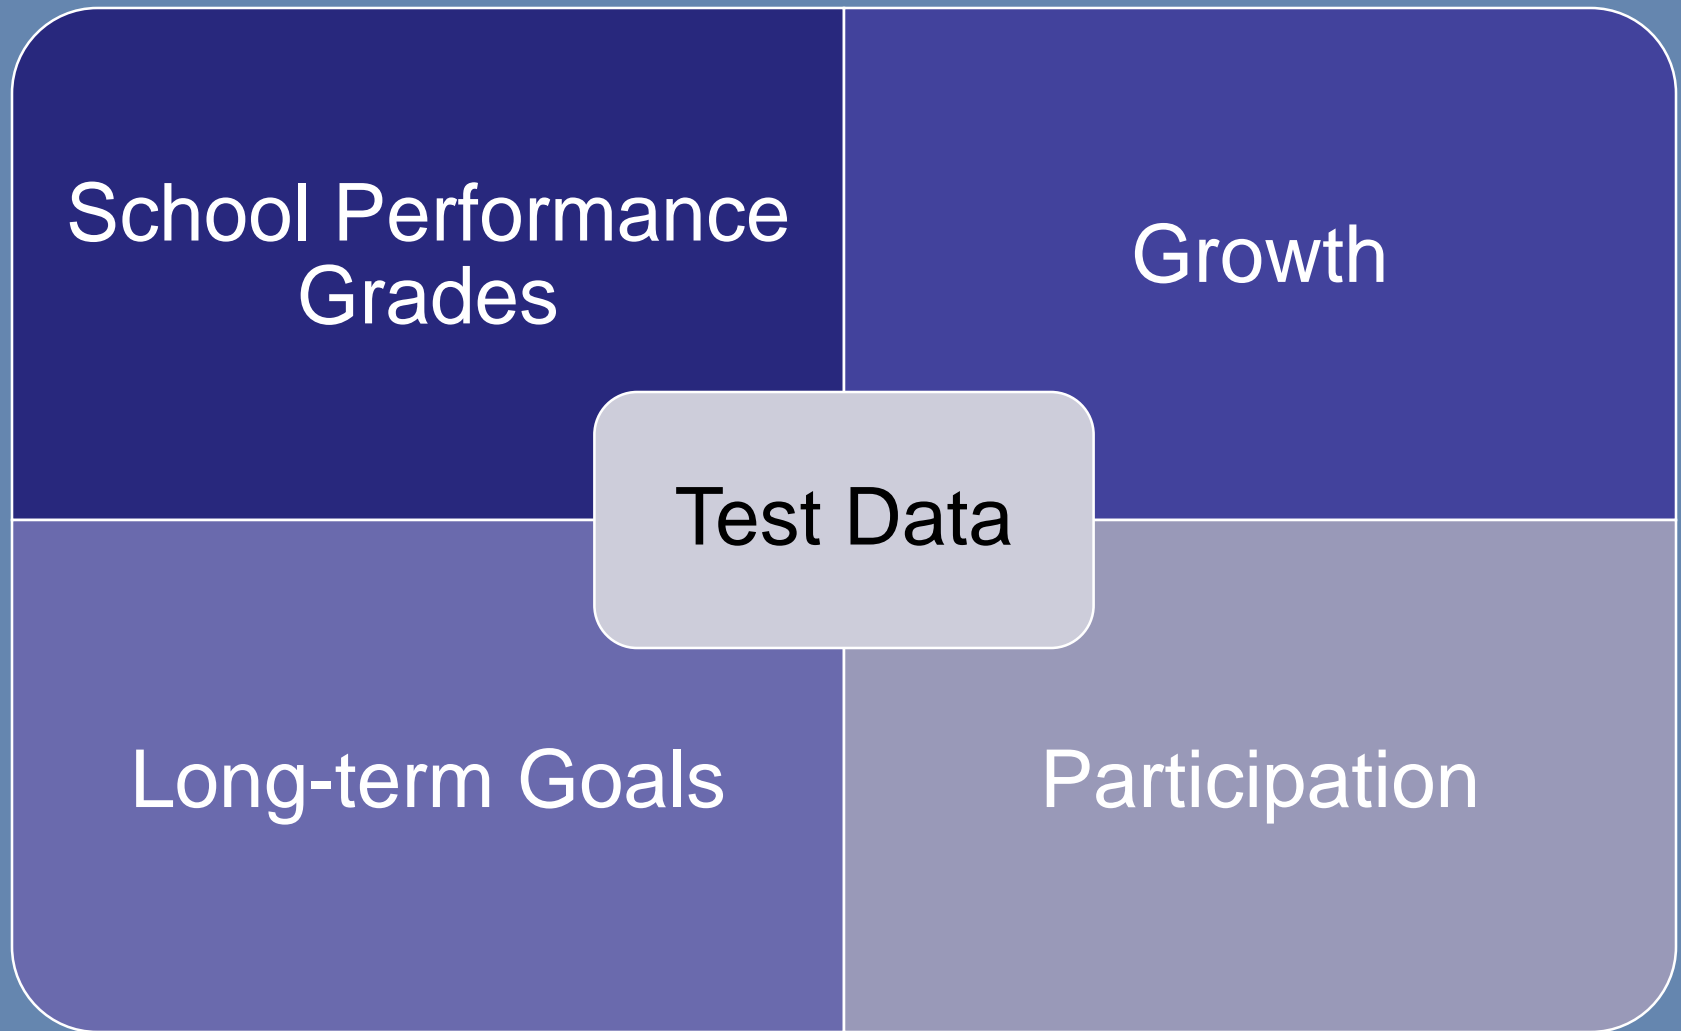 School Performance
Grades
Growth
Test Data
Long-term Goals
Participation